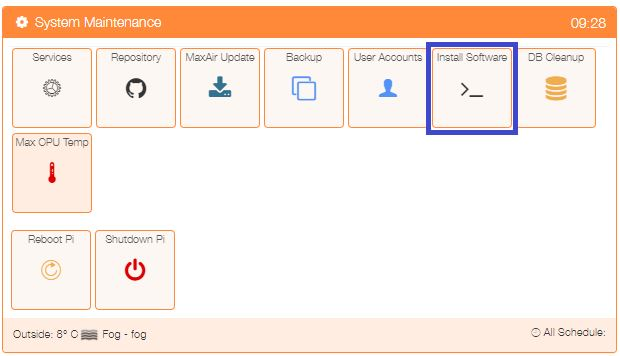 System Maintenance 09:28
Services Repository MaxAir Update Backup User Accounts Install Software DB Cleanup
Max CPU Temp
Reboot Pi Shutdown Pi
Outside: 8° C Fog - fog All Schedule: